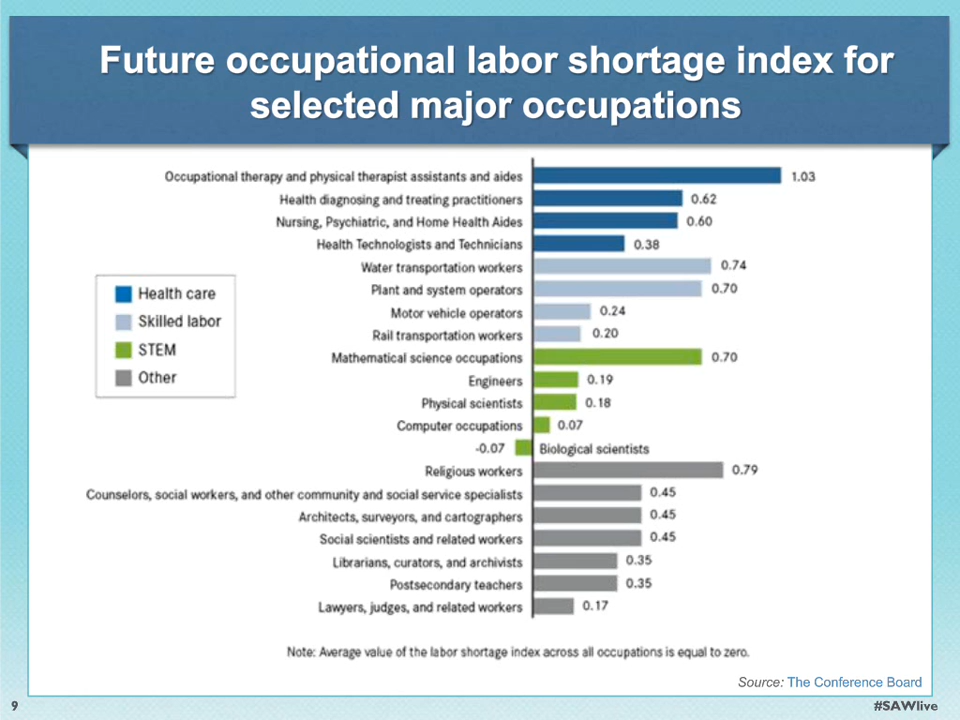 Future occupational labor shortage index for
selected major occupations
Occupational therapy and physical therapist assistants and aides 1.03
Health diagnosing and treating practitioners 0.62
Nursing, Psychiatric, and Home Health Aides 0.60
Health Technologists and Technicians 0.38
Water transportation workers 0.74
Plant and system operators 0.70
Motor vehicle operators 0.24
Rail transportation workers 0.20
Mathematical science occupations 0.70
Engineers 0.19
Physical scientists 0.18
Computer occupations 0.07
-0.07 Biological scientists
Religious workers 0.79
Counselors, social workers, and other community and social service specialists 0.45
Architects, surveyors, and cartographers 0.45
Social scientists and related workers 0.45
Librarians, curators, and archivists 0.35
Postsecondary teachers 0.35
Lawyers, judges, and related workers 0.17
Health care
Skilled labor
STEM
Other
Note: Average value of the labor shortage index across all occupations is equal to zero.
Source: The Conference Board
9
#SAWlive